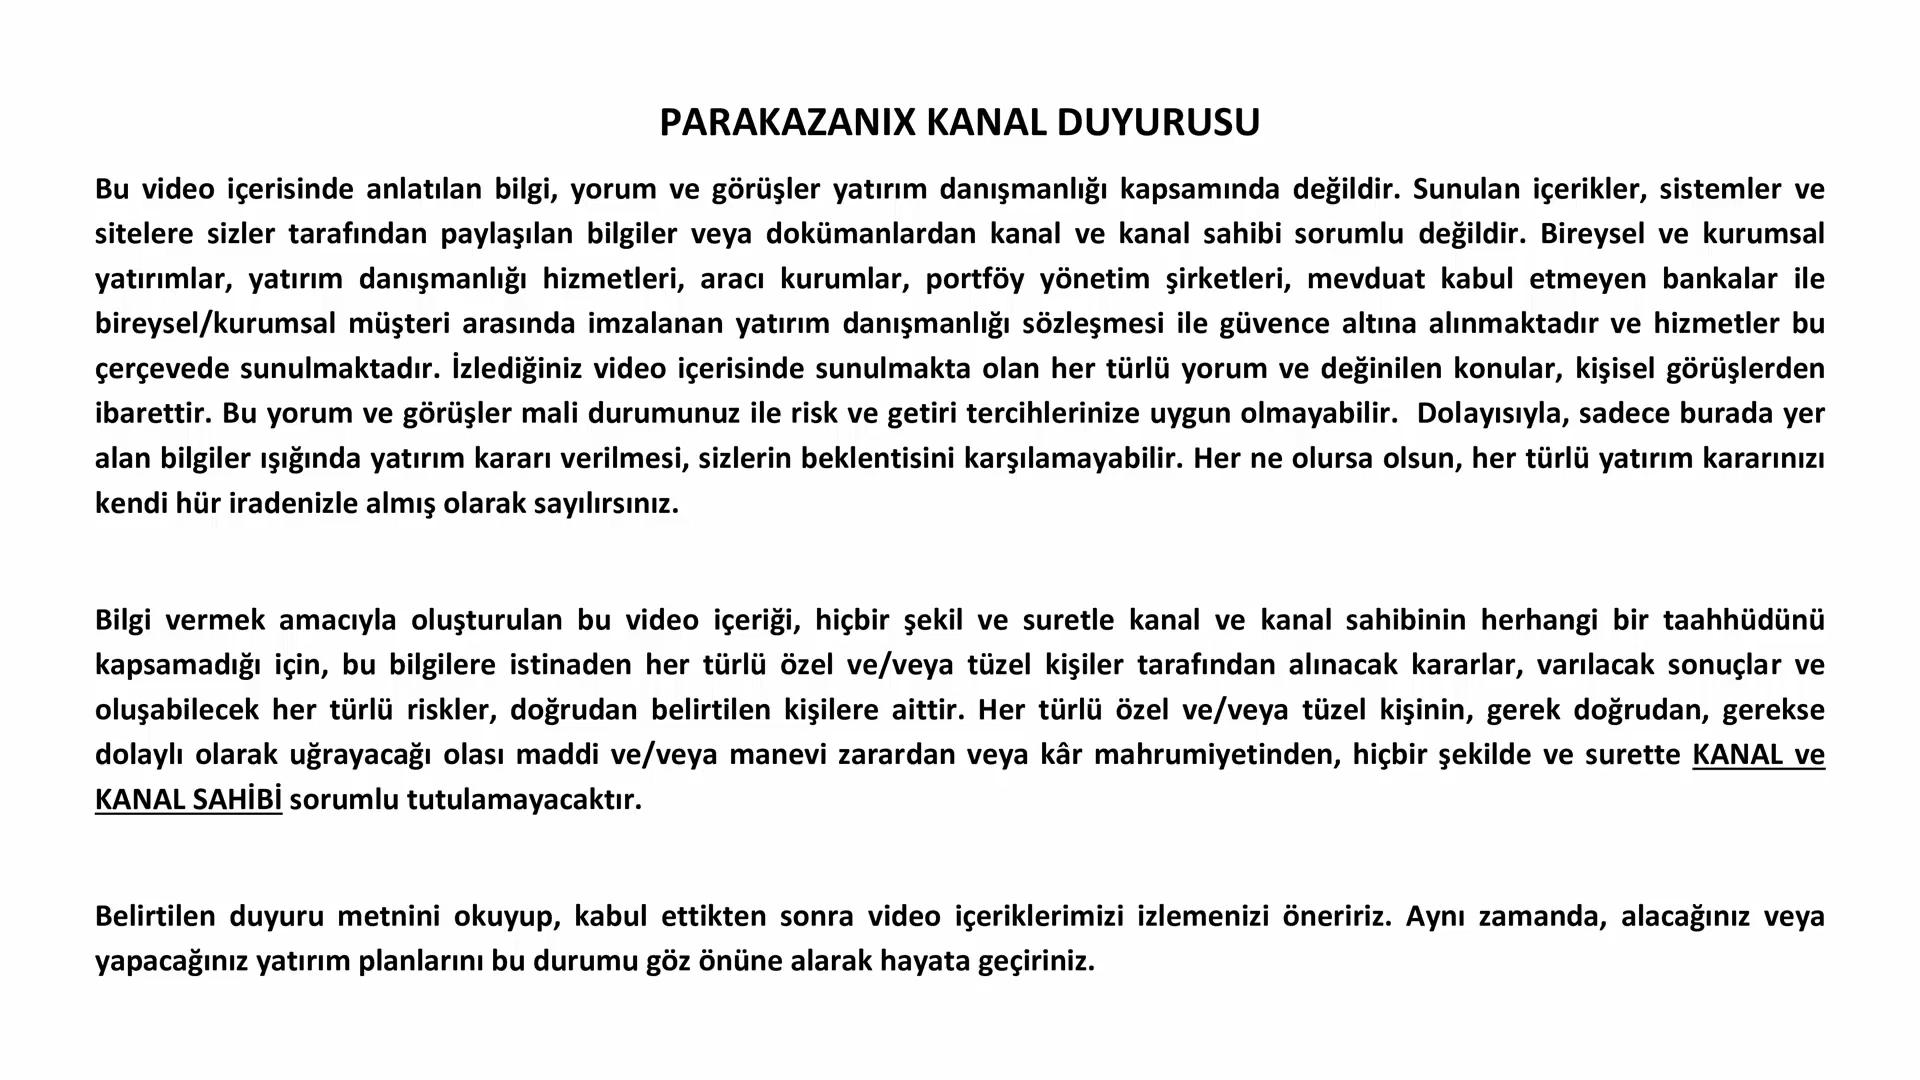 PARAKAZANIX KANAL DUYURUSU
Bu video içerisinde anlatılan bilgi, yorum ve görüşler yatırım danışmanlığı kapsamında değildir. Sunulan içerikler, sistemler ve
sitelere sizler tarafından paylaşılan bilgiler veya dokümanlardan kanal ve kanal sahibi sorumlu değildir. Bireysel ve kurumsal
yatırımlar, yatırım danışmanlığı hizmetleri, aracı kurumlar, portföy yönetim şirketleri, mevduat kabul etmeyen bankalar ile
bireysel/kurumsal müşteri arasında imzalanan yatırım danışmanlığı sözleşmesi ile güvence altına alınmaktadır ve hizmetler bu
çerçevede sunulmaktadır. İzlediğiniz video içerisinde sunulmakta olan her türlü yorum ve değinilen konular, kişisel görüşlerden
ibarettir. Bu yorum ve görüşler mali durumunuz ile risk ve getiri tercihlerinize uygun olmayabilir.  Dolayısıyla, sadece burada yer
alan bilgiler ışığında yatırım kararı verilmesi, sizlerin beklentisini karşılamayabilir. Her ne olursa olsun, her türlü yatırım kararınızı
kendi hür iradenizle almış olarak sayılırsınız.
Bilgi vermek amacıyla oluşturulan bu video içeriği, hiçbir şekil ve suretle kanal ve kanal sahibinin herhangi bir taahhüdünü
kapsamadığı için, bu bilgilere istinaden her türlü özel ve/veya tüzel kişiler tarafından alınacak kararlar, varılacak sonuçlar ve
oluşabilecek her türlü riskler, doğrudan belirtilen kişilere aittir. Her türlü özel ve/veya tüzel kişinin, gerek doğrudan, gerekse
dolaylı olarak uğrayacağı olası maddi ve/veya manevi zarardan veya kâr mahrumiyetinden, hiçbir şekilde ve surette KANAL ve
KANAL SAHİBİ sorumlu tutulamayacaktır.
Belirtilen duyuru metnini okuyup, kabul ettikten sonra video içeriklerimizi izlemenizi öneririz. Aynı zamanda, alacağınız veya
yapacağınız yatırım planlarını bu durumu göz önüne alarak hayata geçiriniz.